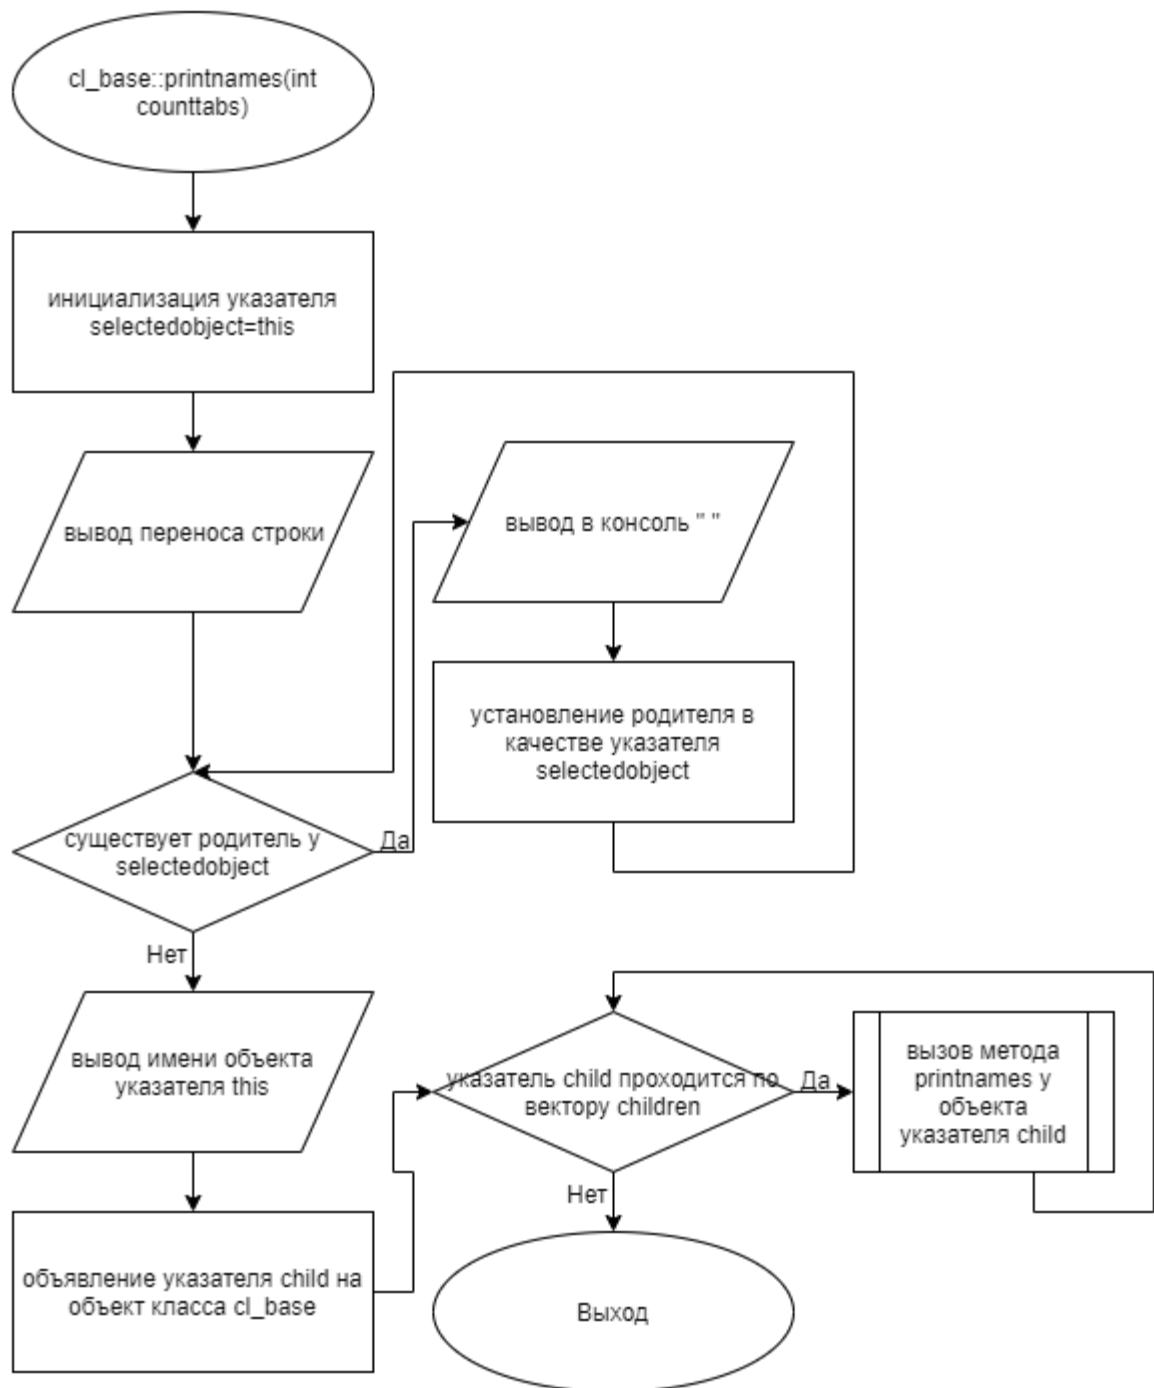 cl_base::printnames(int
counttabs)
инициализация указателя
selectedobject=this
вывод переноса строки
вывод в консоль " "
установление родителя в
качестве указателя
selectedobject
существует родитель у
selectedobject
Да
Нет
вывод имени объекта
указателя this
объявление указателя child на
объект класса cl_base
указатель child проходится по
вектору children
Да
вызов метода
printnames у
объекта
указателя child
Нет
Выход